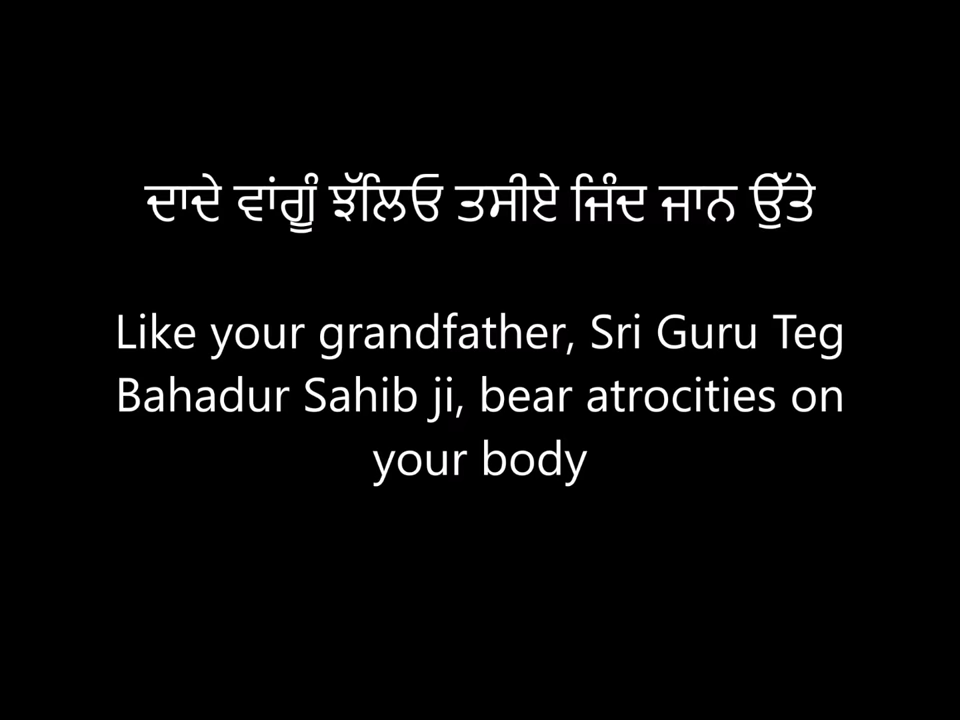 ਦਾਦੇ ਵਾਂਗੂੰ ਝੱਲਿਓ ਤਸੀਏ ਜਿੰਦ ਜਾਨ ਉੱਤੇ
Like your grandfather, Sri Guru Teg
Bahadur Sahib ji, bear atrocities on
your body